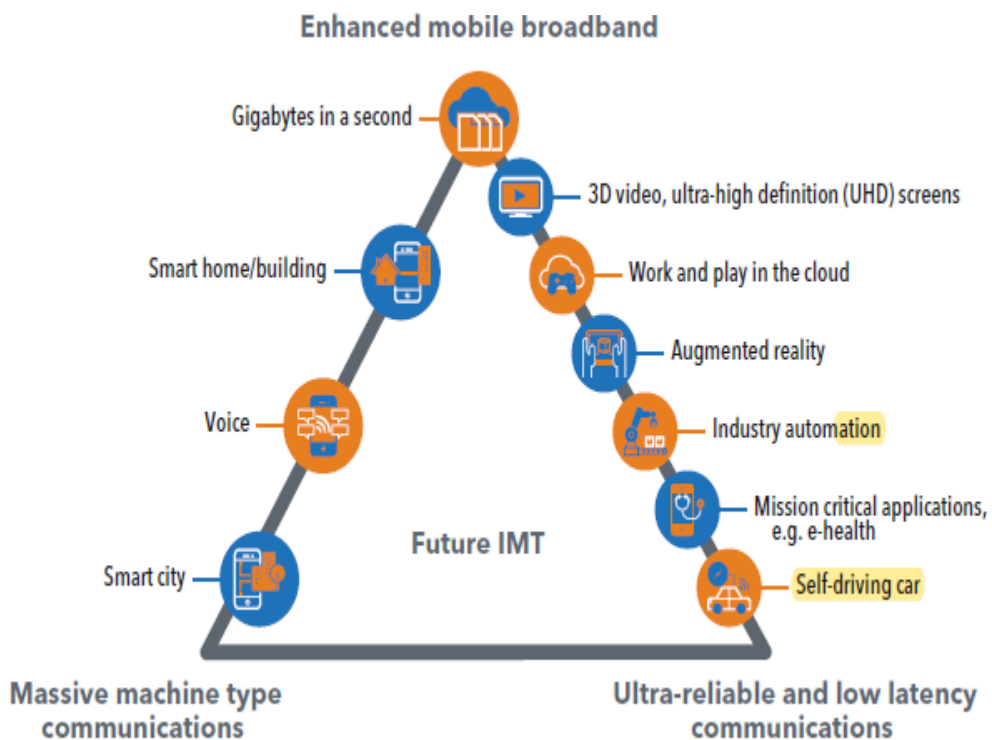 Enhanced mobile broadband
Gigabytes in a second
3D video, ultra-high definition (UHD) screens
Smart home/building
Work and play in the cloud
Augmented reality
Voice
Industry automation
Mission critical applications,
e.g. e-health
Future IMT
Smart city
Self-driving car
Massive machine type
communications
Ultra-reliable and low latency
communications